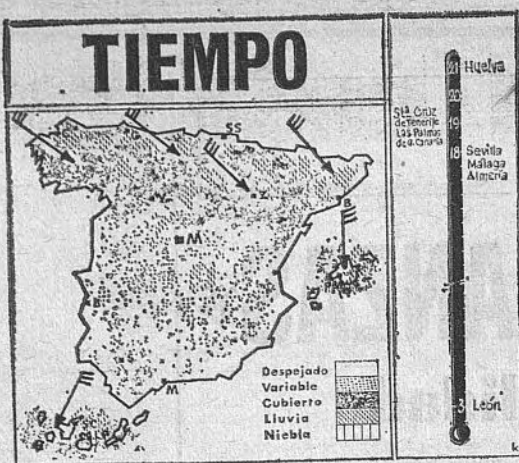 TIEMPO
SS
Z
M
B
M
Despejado
Variable
Cubierto
Lluvia
Niebla
21 Huelva
20
Sta Cruz
de Tenerife
19
Las Palmas
de G. Canaria
18 Sevilla
Málaga
Almería
-3 León
k